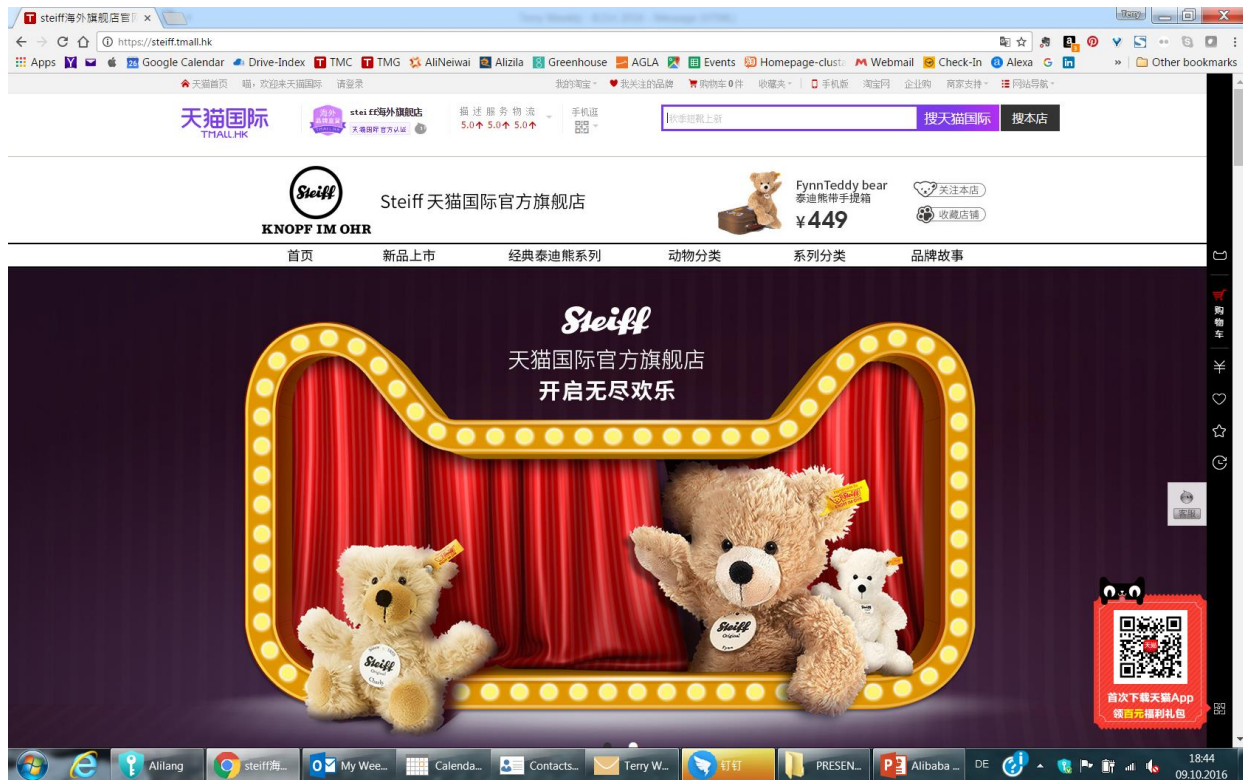 steiff海外旗舰店官
Terry
https://steiff.tmall.hk
Apps Google Calendar Drive-Index TMC TMG AliNeiwai Alizila Greenhouse AGLA Events Homepage-clust Webmail Check-In Alexa » Other bookmarks
天猫首页 喵，欢迎来天猫国际 请登录 我的淘宝 我关注的品牌 购物车0件 收藏夹 手机版 淘宝网 企业购 商家支持 网站导航
天猫国际 TMALL.HK
steiff海外旗舰店
天猫国际官方认证
描述 服务 物流
5.0 5.0 5.0
手机逛
搜天猫国际 搜本店
Steiff
KNOPF IM OHR
Steiff 天猫国际官方旗舰店
FynnTeddy bear
泰迪熊带手提箱
¥449
关注本店
收藏店铺
首页 新品上市 经典泰迪熊系列 动物分类 系列分类 品牌故事
Steiff
天猫国际官方旗舰店
开启无尽欢乐
购物车
客服
Steiff
Steiff
Original
Charly
Steiff
Original
Fynn
天猫
首次下载天猫App
领百元福利礼包
Alilang steiff海... My Wee... Calenda... Contacts... Terry W... 钉钉 PRESEN... Alibaba ... DE 18:44
09.10.2016